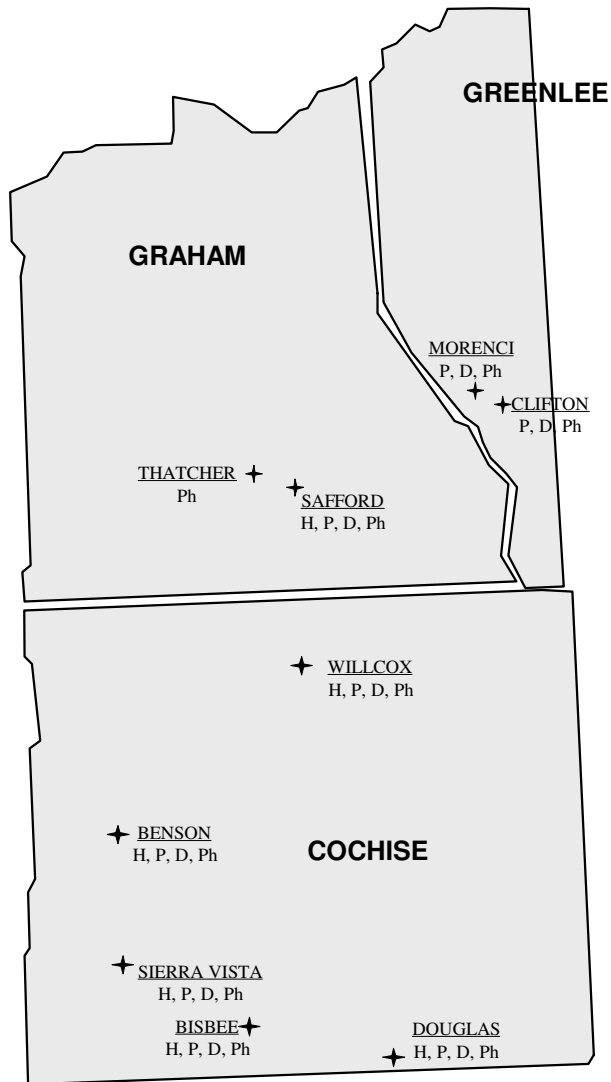 GREENLEE
GRAHAM
MORENCI
P, D, Ph
CLIFTON
P, D, Ph
THATCHER
Ph
SAFFORD
H, P, D, Ph
WILLCOX
H, P, D, Ph
BENSON
H, P, D, Ph
COCHISE
SIERRA VISTA
H, P, D, Ph
BISBEE
H, P, D, Ph
DOUGLAS
H, P, D, Ph